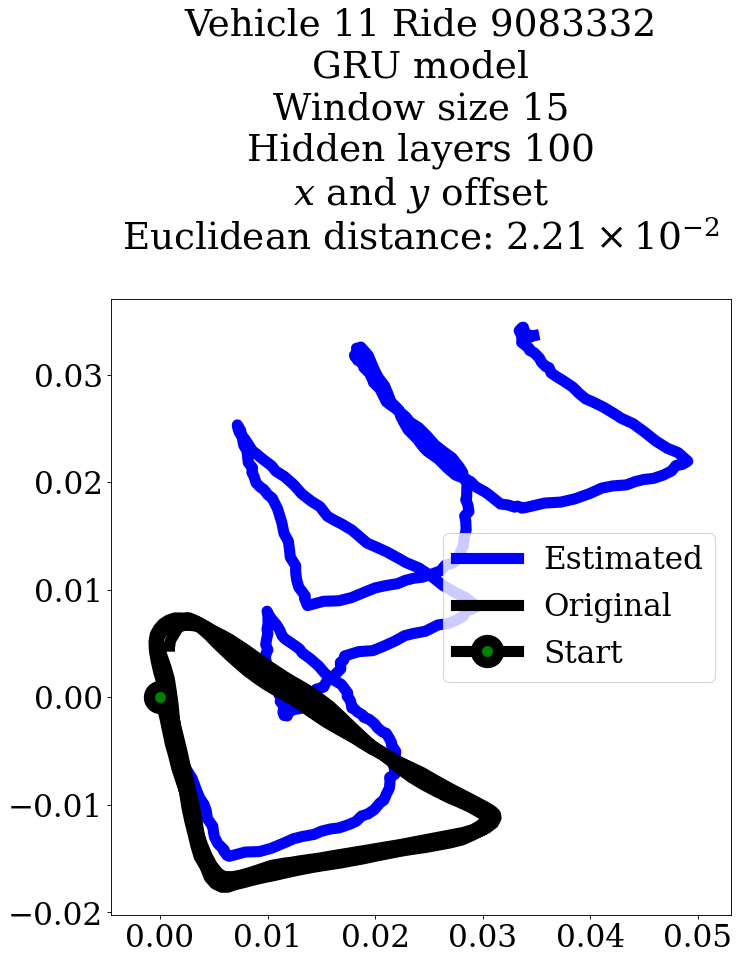 Vehicle 11 Ride 9083332
GRU model
Window size 15
Hidden layers 100
x and y offset
Euclidean distance: 2.21 × 10⁻²
0.03
0.02
0.01
0.00
−0.01
−0.02
Estimated
Original
Start
0.00 0.01 0.02 0.03 0.04 0.05